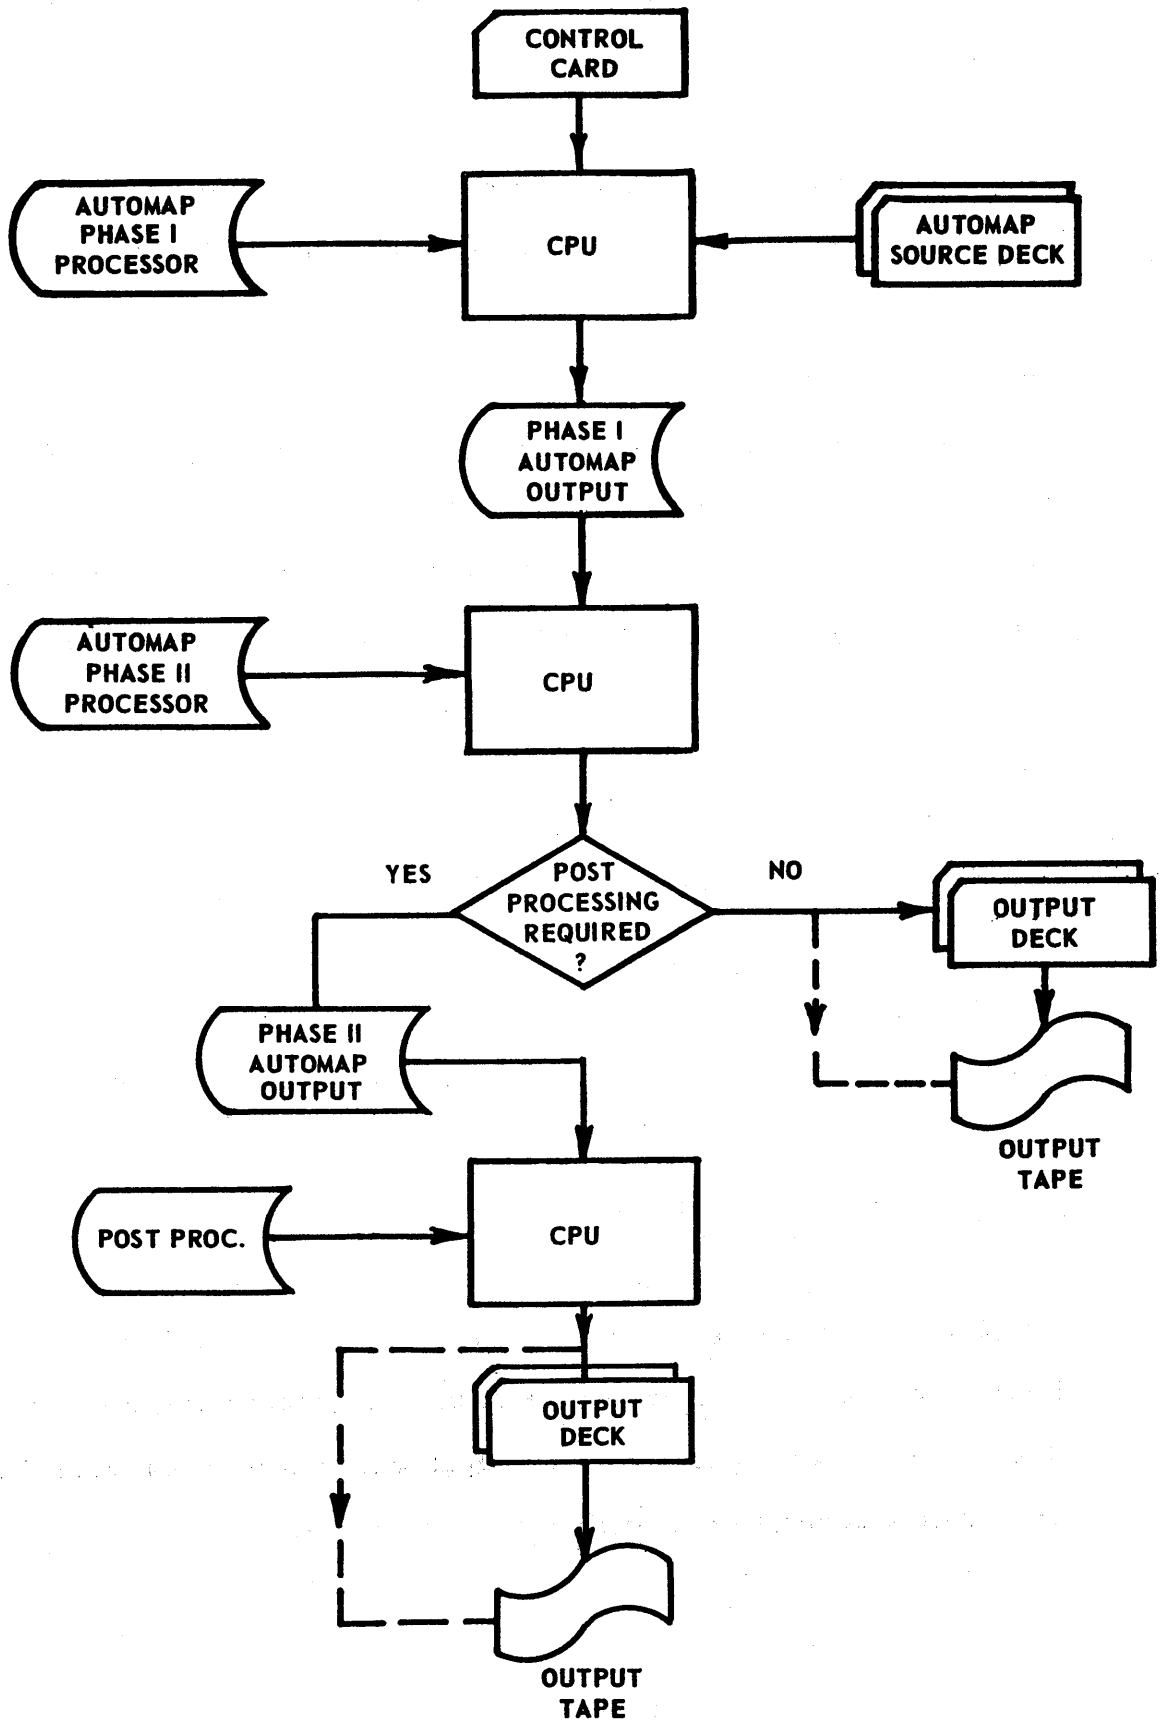 CONTROL
CARD
AUTOMAP
PHASE I
PROCESSOR
CPU
AUTOMAP
SOURCE DECK
PHASE I
AUTOMAP
OUTPUT
AUTOMAP
PHASE II
PROCESSOR
CPU
YES
POST
PROCESSING
REQUIRED
?
NO
OUTPUT
DECK
PHASE II
AUTOMAP
OUTPUT
OUTPUT
TAPE
POST PROC.
CPU
OUTPUT
DECK
OUTPUT
TAPE